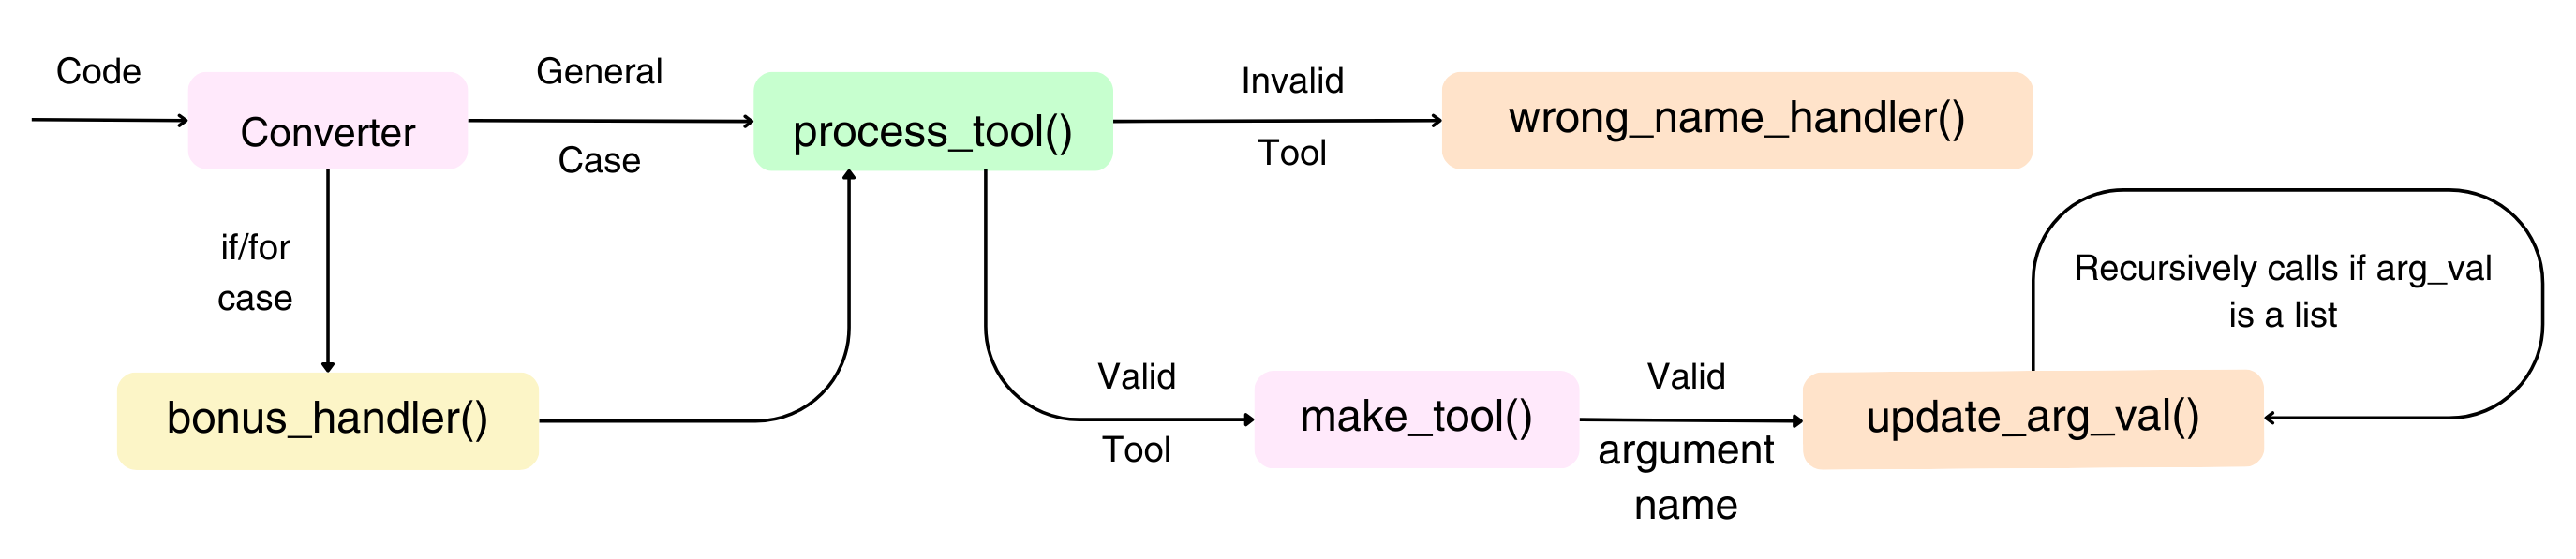 Code
Converter
General
Case
process_tool()
Invalid
Tool
wrong_name_handler()
if/for
case
bonus_handler()
Valid
Tool
make_tool()
Valid
argument
name
update_arg_val()
Recursively calls if arg_val
is a list